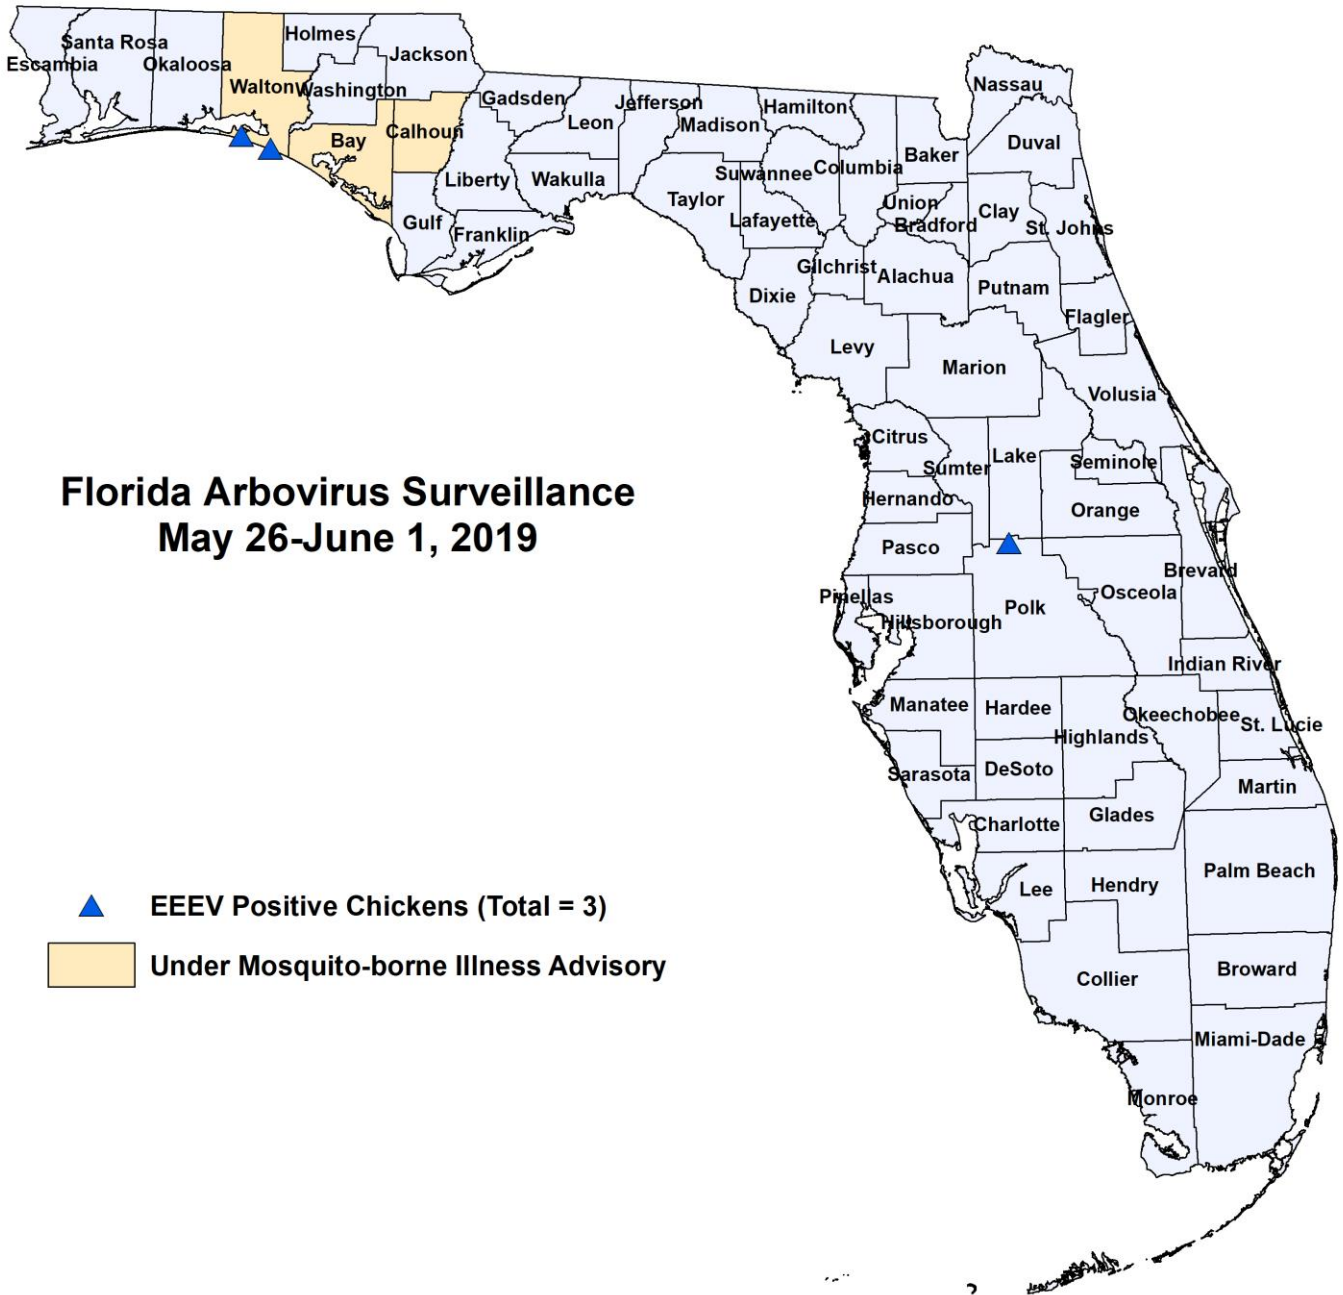 Holmes
Santa Rosa
Jackson
Escambia
Okaloosa
Walton
Washington
Nassau
Gadsden
Jefferson
Hamilton
Leon
Madison
Calhoun
Bay
Duval
Baker
Columbia
Suwannee
Liberty
Wakulla
Taylor
Union
Clay
Lafayette
Bradford
St. Johns
Gulf
Franklin
Gilchrist
Alachua
Dixie
Putnam
Flagler
Levy
Marion
Volusia
Citrus
Lake
Sumter
Seminole
Hernando
Orange
Florida Arbovirus Surveillance
May 26-June 1, 2019
Pasco
Brevard
Osceola
Pinellas
Polk
Hillsborough
Indian River
Manatee
Hardee
Okeechobee
St. Lucie
Highlands
Sarasota
DeSoto
Martin
Charlotte
Glades
Palm Beach
Lee
Hendry
EEEV Positive Chickens (Total = 3)
Under Mosquito-borne Illness Advisory
Broward
Collier
Miami-Dade
Monroe